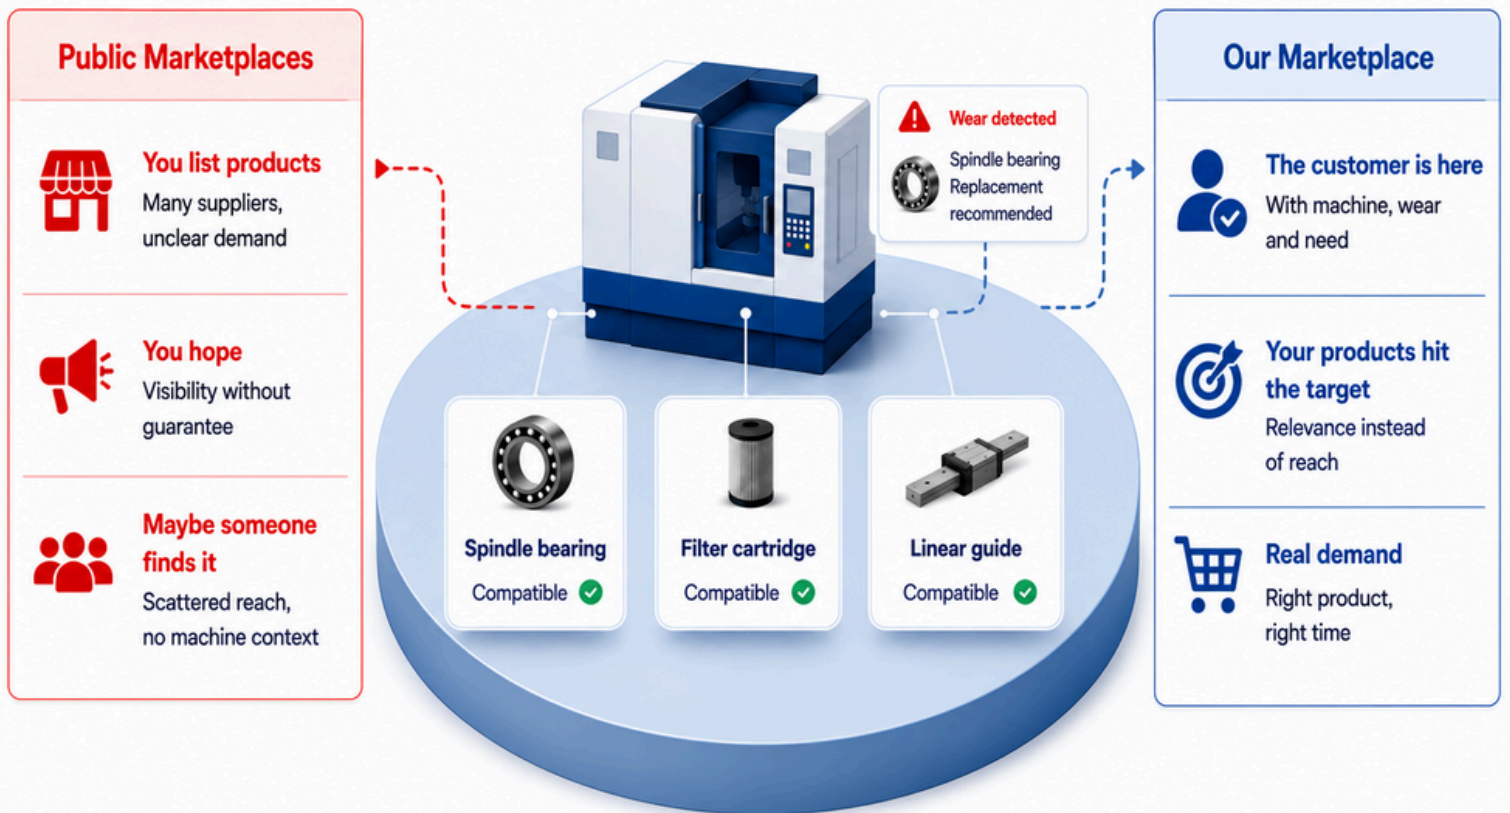 Public Marketplaces
You list products
Many suppliers,
unclear demand
You hope
Visibility without
guarantee
Maybe someone
finds it
Scattered reach,
no machine context
Wear detected
Spindle bearing
Replacement
recommended
Spindle bearing
Compatible
Filter cartridge
Compatible
Linear guide
Compatible
Our Marketplace
The customer is here
With machine, wear
and need
Your products hit
the target
Relevance instead
of reach
Real demand
Right product,
right time